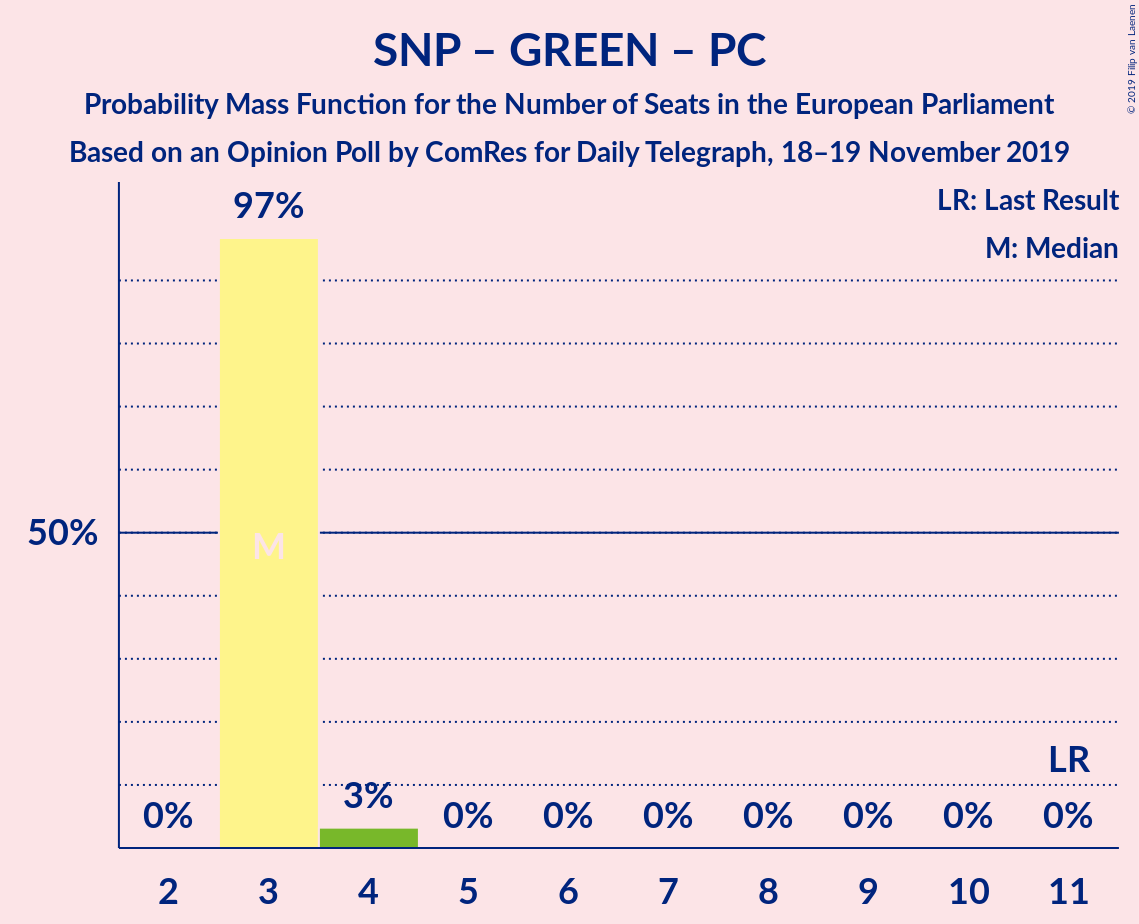 SNP – GREEN – PC
Probability Mass Function for the Number of Seats in the European Parliament
Based on an Opinion Poll by ComRes for Daily Telegraph, 18–19 November 2019
© 2019 Filip van Laenen
LR: Last Result
M: Median
97%
50%
M
LR
0%
3%
0%
0%
0%
0%
0%
0%
0%
2 3 4 5 6 7 8 9 10 11